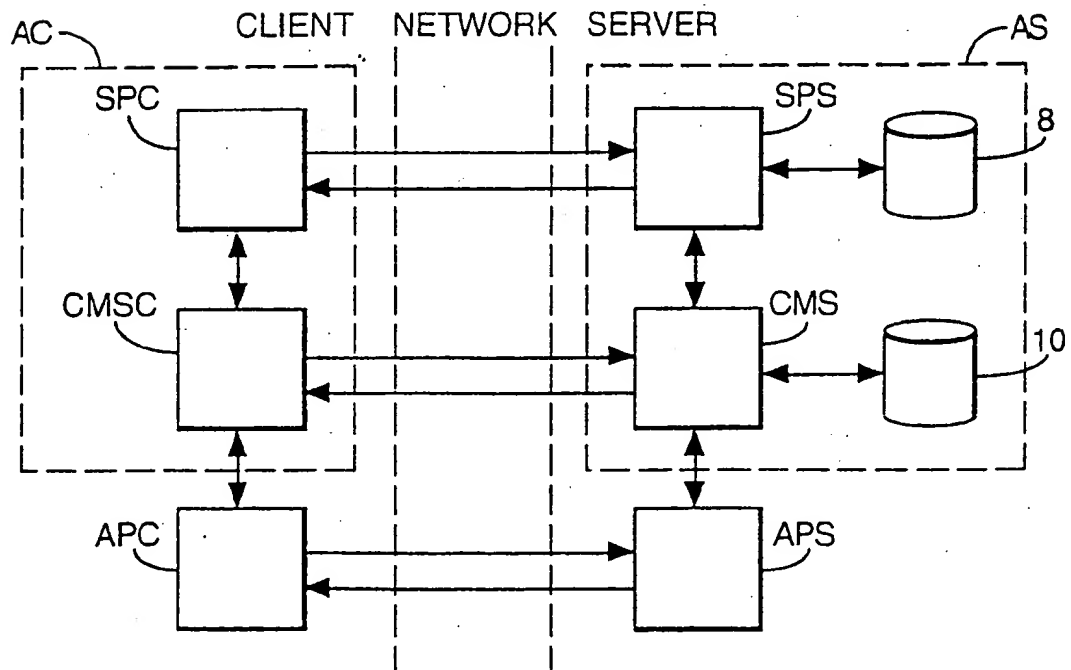 CLIENT NETWORK SERVER
AC AS
SPC SPS 8
CMSC CMS 10
APC APS